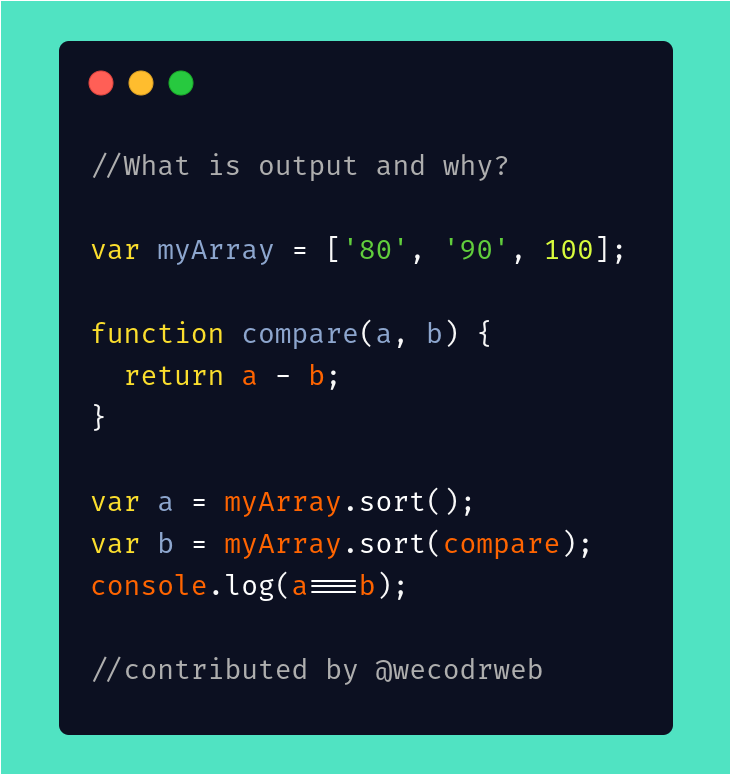 //What is output and why?
var myArray = ['80', '90', 100];
function compare(a, b) {
return a - b;
}
var a = myArray.sort();
var b = myArray.sort(compare);
console.log(a===b);
//contributed by @wecodrweb